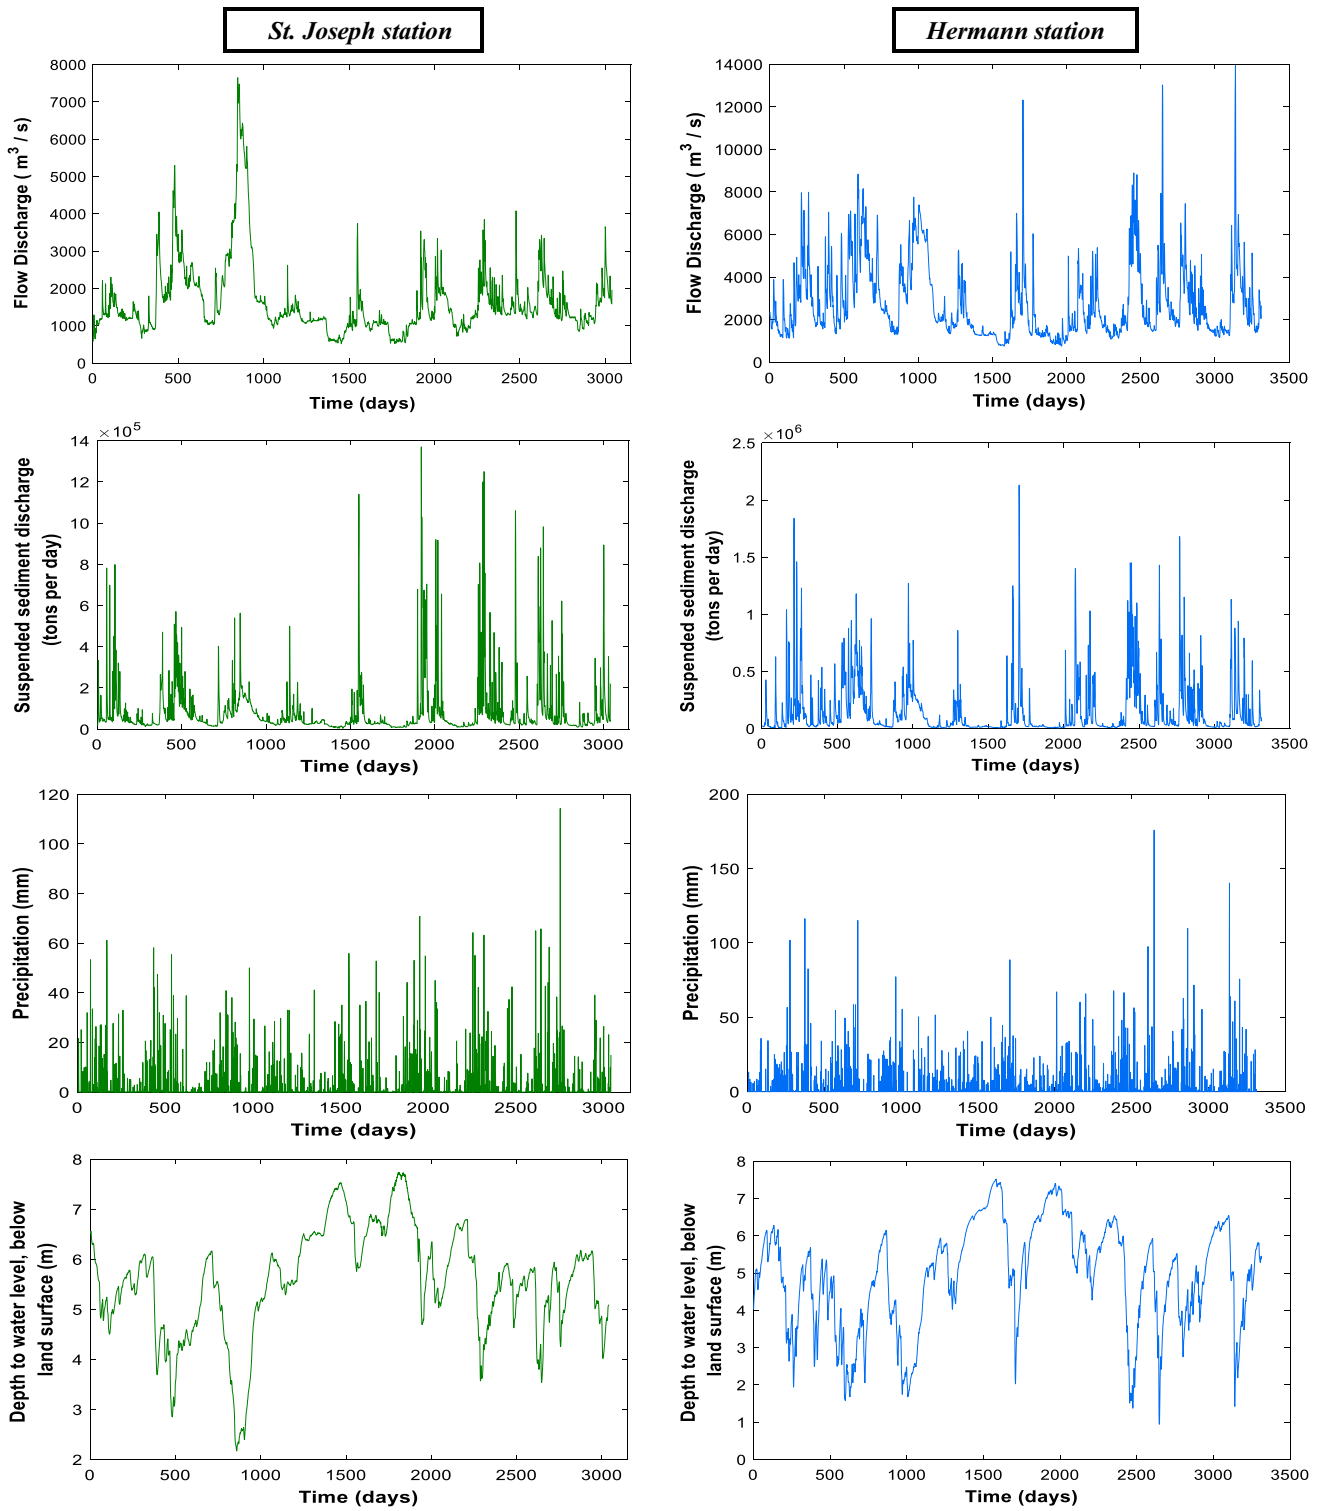 St. Joseph station
Hermann station
8000
7000
6000
5000
4000
3000
2000
1000
0
Flow Discharge ( m³ / s)
0 500 1000 1500 2000 2500 3000
Time (days)
14000
12000
10000
8000
6000
4000
2000
0
Flow Discharge ( m³ / s)
0 500 1000 1500 2000 2500 3000 3500
Time (days)
×10⁵
14
12
10
8
6
4
2
0
Suspended sediment discharge
(tons per day)
0 500 1000 1500 2000 2500 3000
Time (days)
×10⁶
2.5
2
1.5
1
0.5
0
Suspended sediment discharge
(tons per day)
0 500 1000 1500 2000 2500 3000 3500
Time (days)
120
100
80
60
40
20
0
Precipitation (mm)
0 500 1000 1500 2000 2500 3000
Time (days)
200
150
100
50
0
Precipitation (mm)
0 500 1000 1500 2000 2500 3000 3500
Time (days)
8
7
6
5
4
3
2
Depth to water level, below
land surface (m)
0 500 1000 1500 2000 2500 3000
Time (days)
8
7
6
5
4
3
2
1
0
Depth to water level, below
land surface (m)
0 500 1000 1500 2000 2500 3000 3500
Time (days)